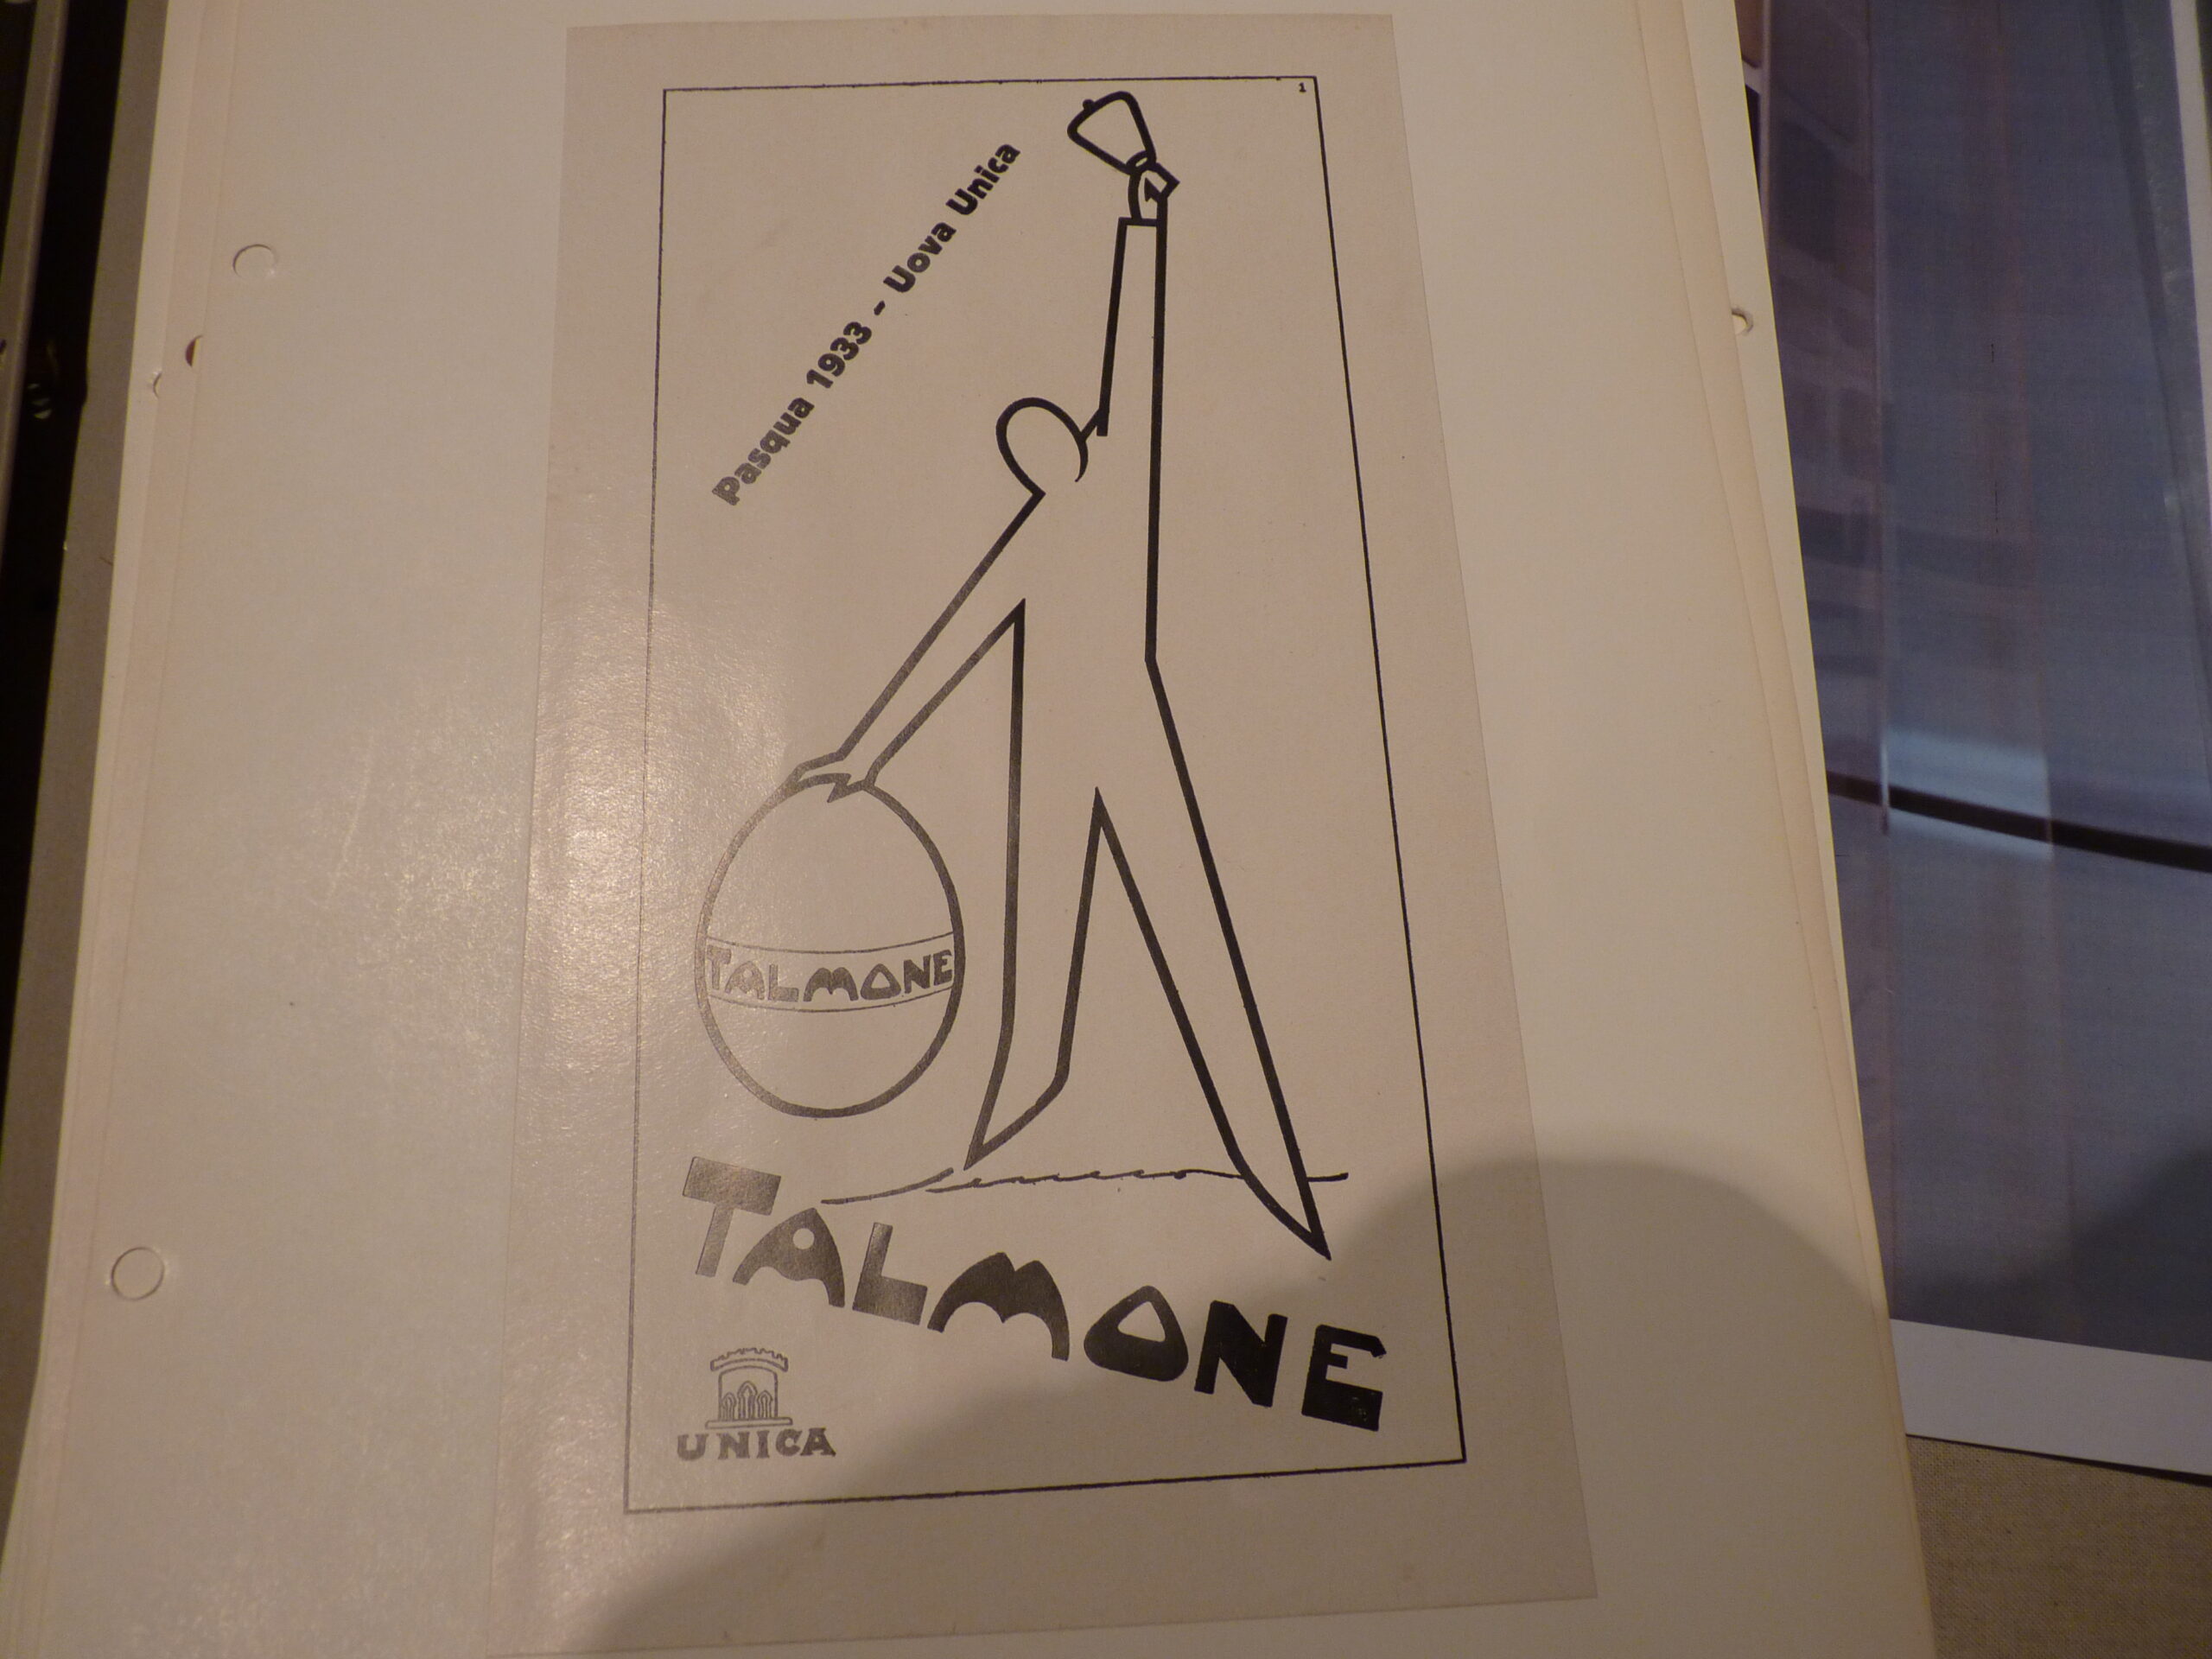 1
Pasqua 1933 - Uova Unica
TALMONE
TALMONE
UNICA